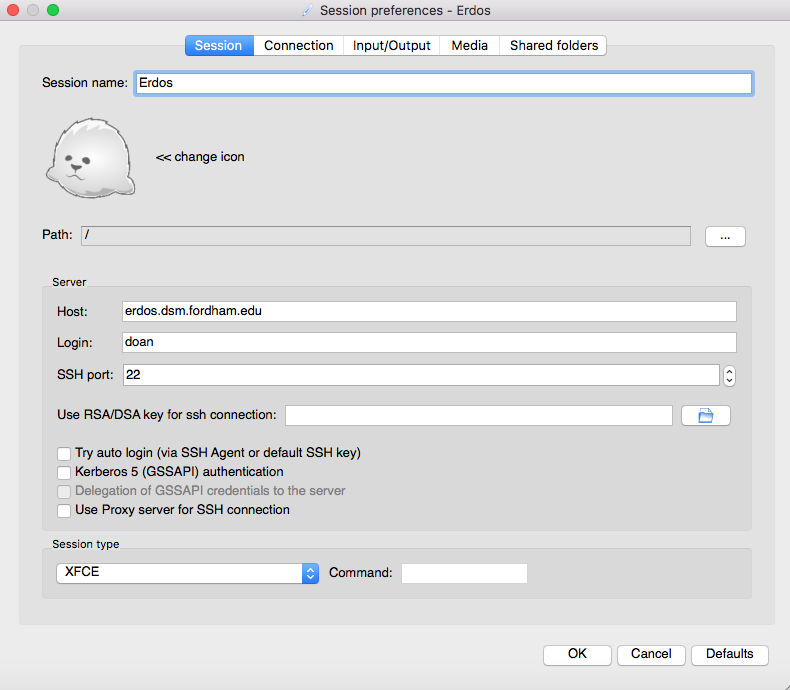 Session preferences - Erdos
Session Connection Input/Output Media Shared folders
Session name: Erdos
<< change icon
Path: / ...
Server
Host: erdos.dsm.fordham.edu
Login: doan
SSH port: 22
Use RSA/DSA key for ssh connection:
Try auto login (via SSH Agent or default SSH key)
Kerberos 5 (GSSAPI) authentication
Delegation of GSSAPI credentials to the server
Use Proxy server for SSH connection
Session type
XFCE Command:
OK Cancel Defaults